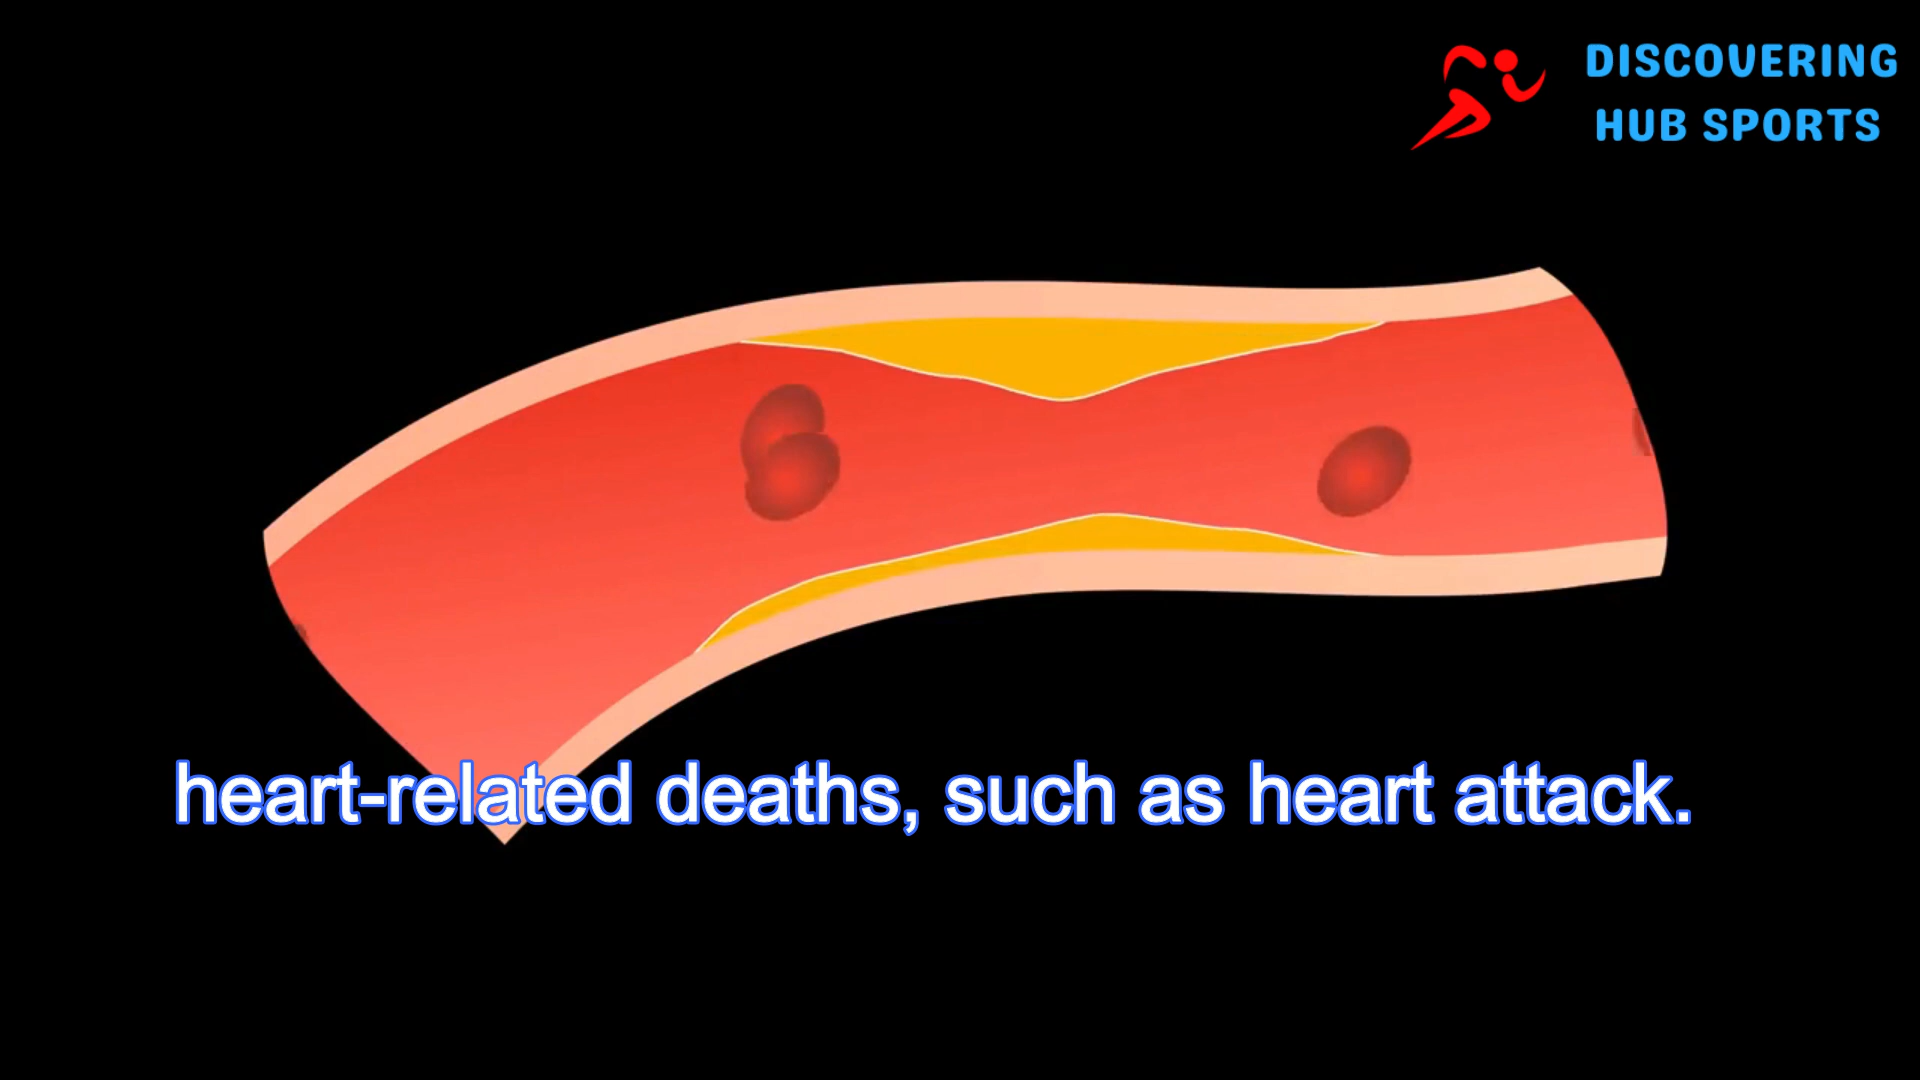 DISCOVERING
HUB SPORTS
heart-related deaths, such as heart attack.